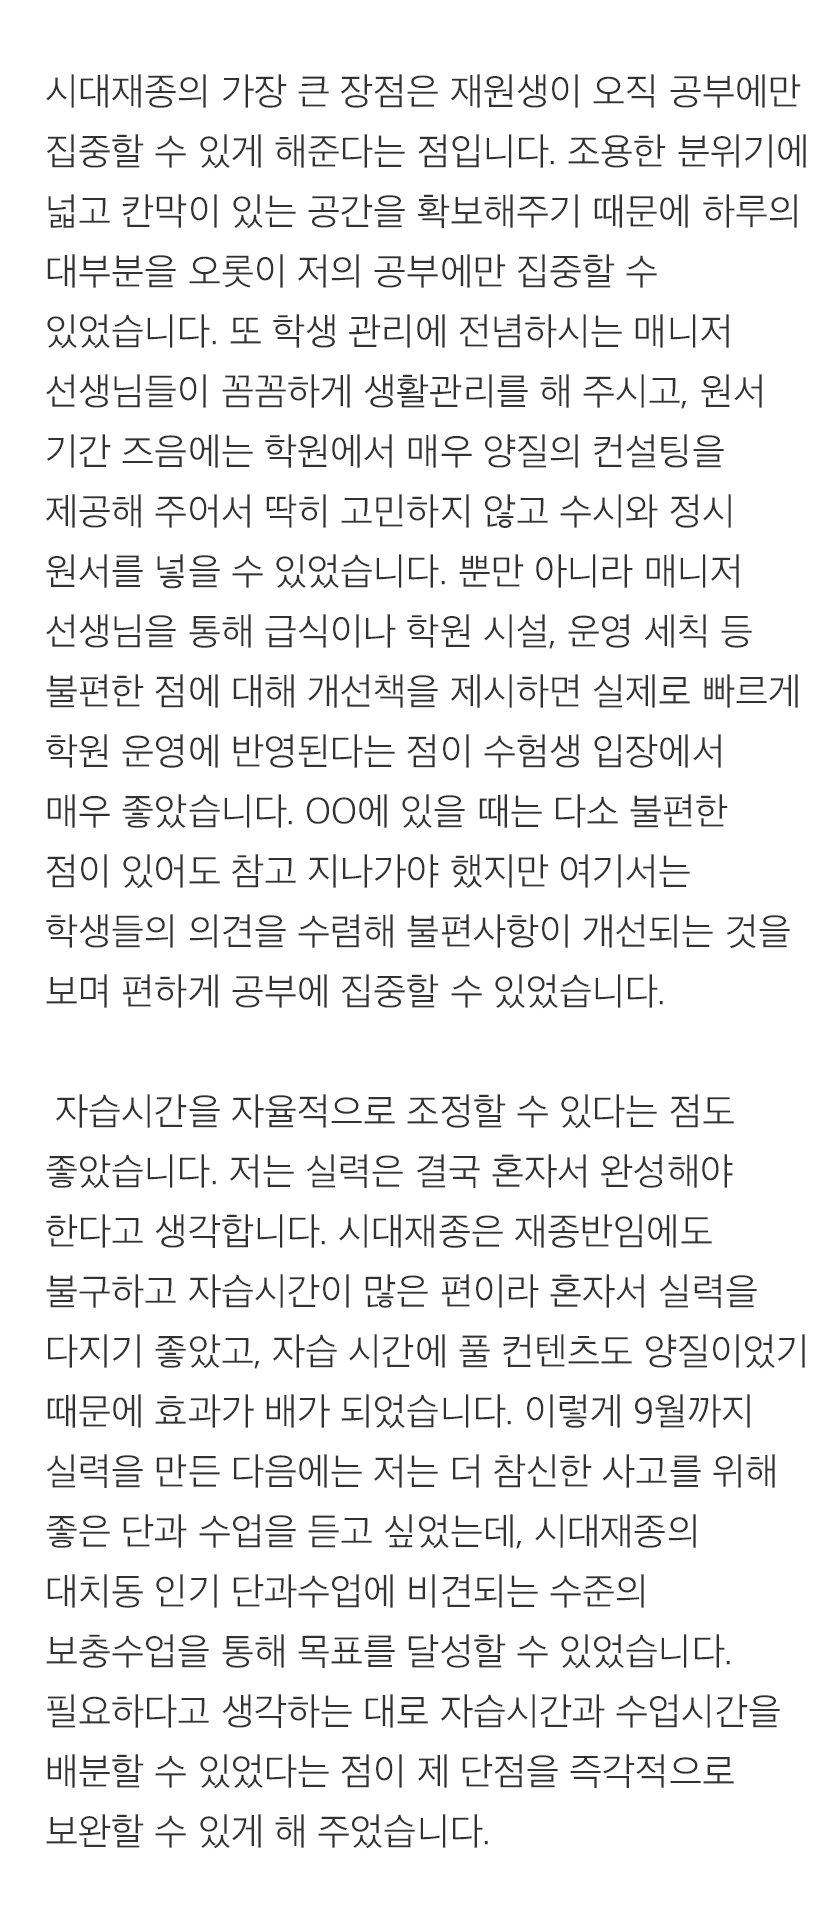 시대재종의 가장 큰 장점은 재원생이 오직 공부에만
집중할 수 있게 해준다는 점입니다. 조용한 분위기에
넓고 칸막이 있는 공간을 확보해주기 때문에 하루의
대부분을 오롯이 저의 공부에만 집중할 수
있었습니다. 또 학생 관리에 전념하시는 매니저
선생님들이 꼼꼼하게 생활관리를 해 주시고, 원서
기간 즈음에는 학원에서 매우 양질의 컨설팅을
제공해 주어서 딱히 고민하지 않고 수시와 정시
원서를 넣을 수 있었습니다. 뿐만 아니라 매니저
선생님을 통해 급식이나 학원 시설, 운영 세칙 등
불편한 점에 대해 개선책을 제시하면 실제로 빠르게
학원 운영에 반영된다는 점이 수험생 입장에서
매우 좋았습니다. OO에 있을 때는 다소 불편한
점이 있어도 참고 지나가야 했지만 여기서는
학생들의 의견을 수렴해 불편사항이 개선되는 것을
보며 편하게 공부에 집중할 수 있었습니다.
자습시간을 자율적으로 조정할 수 있다는 점도
좋았습니다. 저는 실력은 결국 혼자서 완성해야
한다고 생각합니다. 시대재종은 재종반임에도
불구하고 자습시간이 많은 편이라 혼자서 실력을
다지기 좋았고, 자습 시간에 풀 컨텐츠도 양질이었기
때문에 효과가 배가 되었습니다. 이렇게 9월까지
실력을 만든 다음에는 저는 더 참신한 사고를 위해
좋은 단과 수업을 듣고 싶었는데, 시대재종의
대치동 인기 단과수업에 비견되는 수준의
보충수업을 통해 목표를 달성할 수 있었습니다.
필요하다고 생각하는 대로 자습시간과 수업시간을
배분할 수 있었다는 점이 제 단점을 즉각적으로
보완할 수 있게 해 주었습니다.